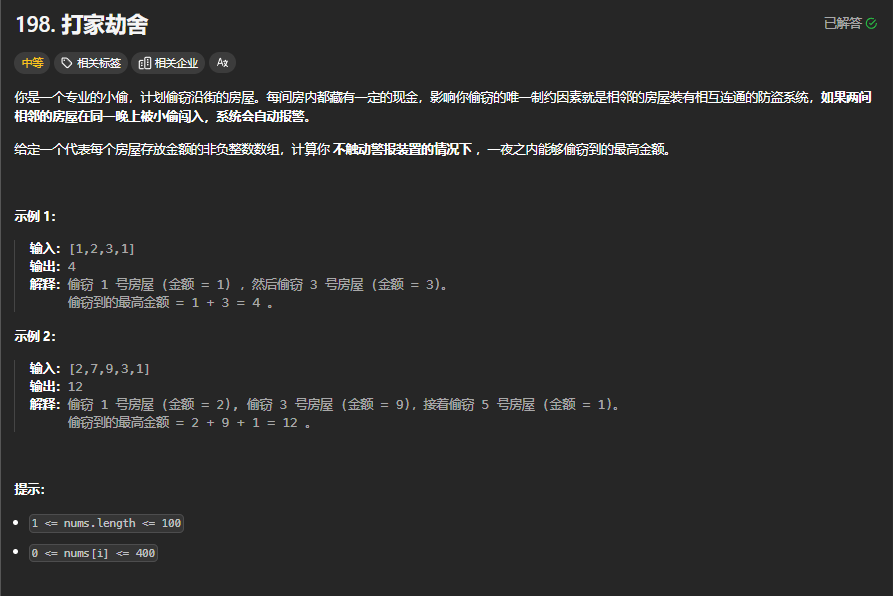 198. 打家劫舍
已解答
中等 相关标签 相关企业 Ax
你是一个专业的小偷，计划偷窃沿街的房屋。每间房内都藏有一定的现金，影响你偷窃的唯一制约因素就是相邻的房屋装有相互连通的防盗系统，如果两间
相邻的房屋在同一晚上被小偷闯入，系统会自动报警。
给定一个代表每个房屋存放金额的非负整数数组，计算你 不触动警报装置的情况下 ，一夜之内能够偷窃到的最高金额。
示例 1：
输入：[1,2,3,1]
输出：4
解释：偷窃 1 号房屋 (金额 = 1) ，然后偷窃 3 号房屋 (金额 = 3)。
偷窃到的最高金额 = 1 + 3 = 4 。
示例 2：
输入：[2,7,9,3,1]
输出：12
解释：偷窃 1 号房屋 (金额 = 2), 偷窃 3 号房屋 (金额 = 9)，接着偷窃 5 号房屋 (金额 = 1)。
偷窃到的最高金额 = 2 + 9 + 1 = 12 。
提示：
1 <= nums.length <= 100
0 <= nums[i] <= 400